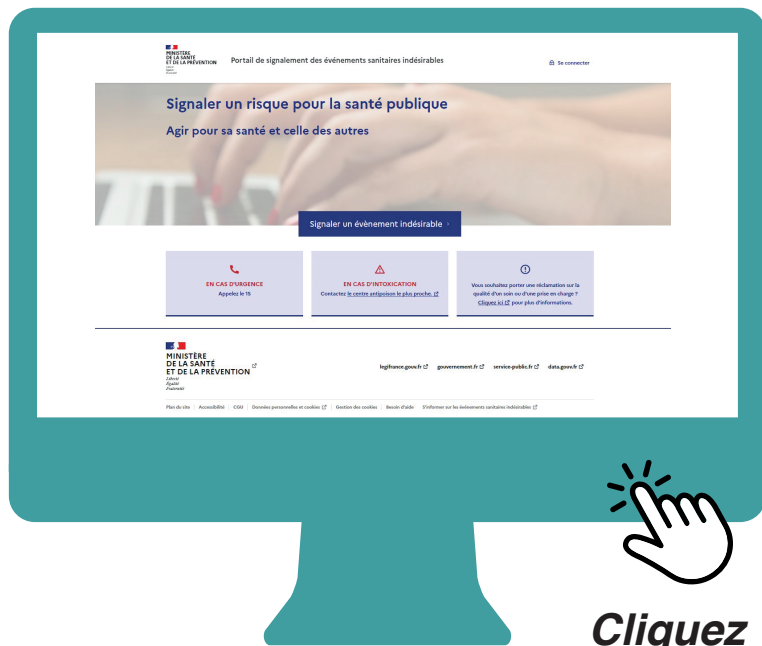 MINISTÈRE
DE LA SANTÉ
ET DE LA PRÉVENTION
Liberté
Égalité
Fraternité
Portail de signalement des événements sanitaires indésirables
Se connecter
Signaler un risque pour la santé publique
Agir pour sa santé et celle des autres
Signaler un évènement indésirable
EN CAS D'URGENCE
Appelez le 15
EN CAS D'INTOXICATION
Contactez le centre antipoison le plus proche.
Vous souhaitez porter une réclamation sur la
qualité d'un soin ou d'une prise en charge ?
Cliquez ici pour plus d'informations.
MINISTÈRE
DE LA SANTÉ
ET DE LA PRÉVENTION
Liberté
Égalité
Fraternité
legifrance.gouv.fr gouvernement.fr service-public.fr data.gouv.fr
Plan du site | Accessibilité | CGU | Données personnelles et cookies | Gestion des cookies | Besoin d'aide S'informer sur les événements sanitaires indésirables
Cliquez